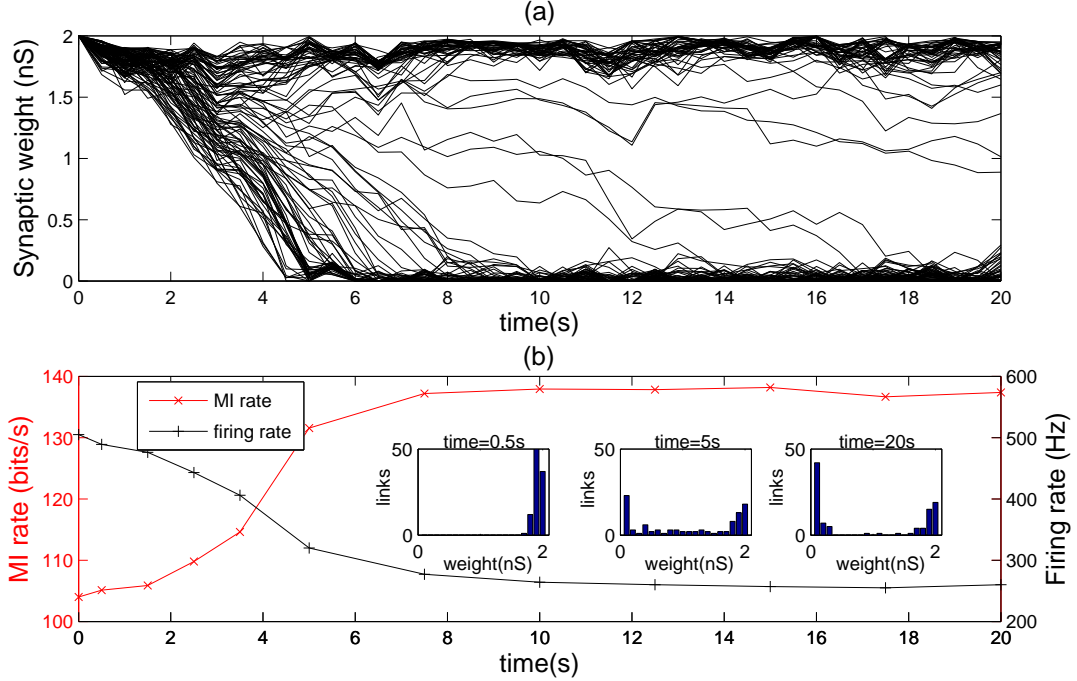 (a)
Synaptic weight (nS)
2
1.5
1
0.5
0
0 2 4 6 8 10 12 14 16 18 20
time(s)
(b)
MI rate (bits/s)
140
130
120
110
100
MI rate
firing rate
time=0.5s
50
links
0
0 2
weight(nS)
time=5s
50
links
0
0 2
weight(nS)
time=20s
50
links
0
0 2
weight(nS)
600
500
400
300
200
Firing rate (Hz)
0 2 4 6 8 10 12 14 16 18 20
time(s)